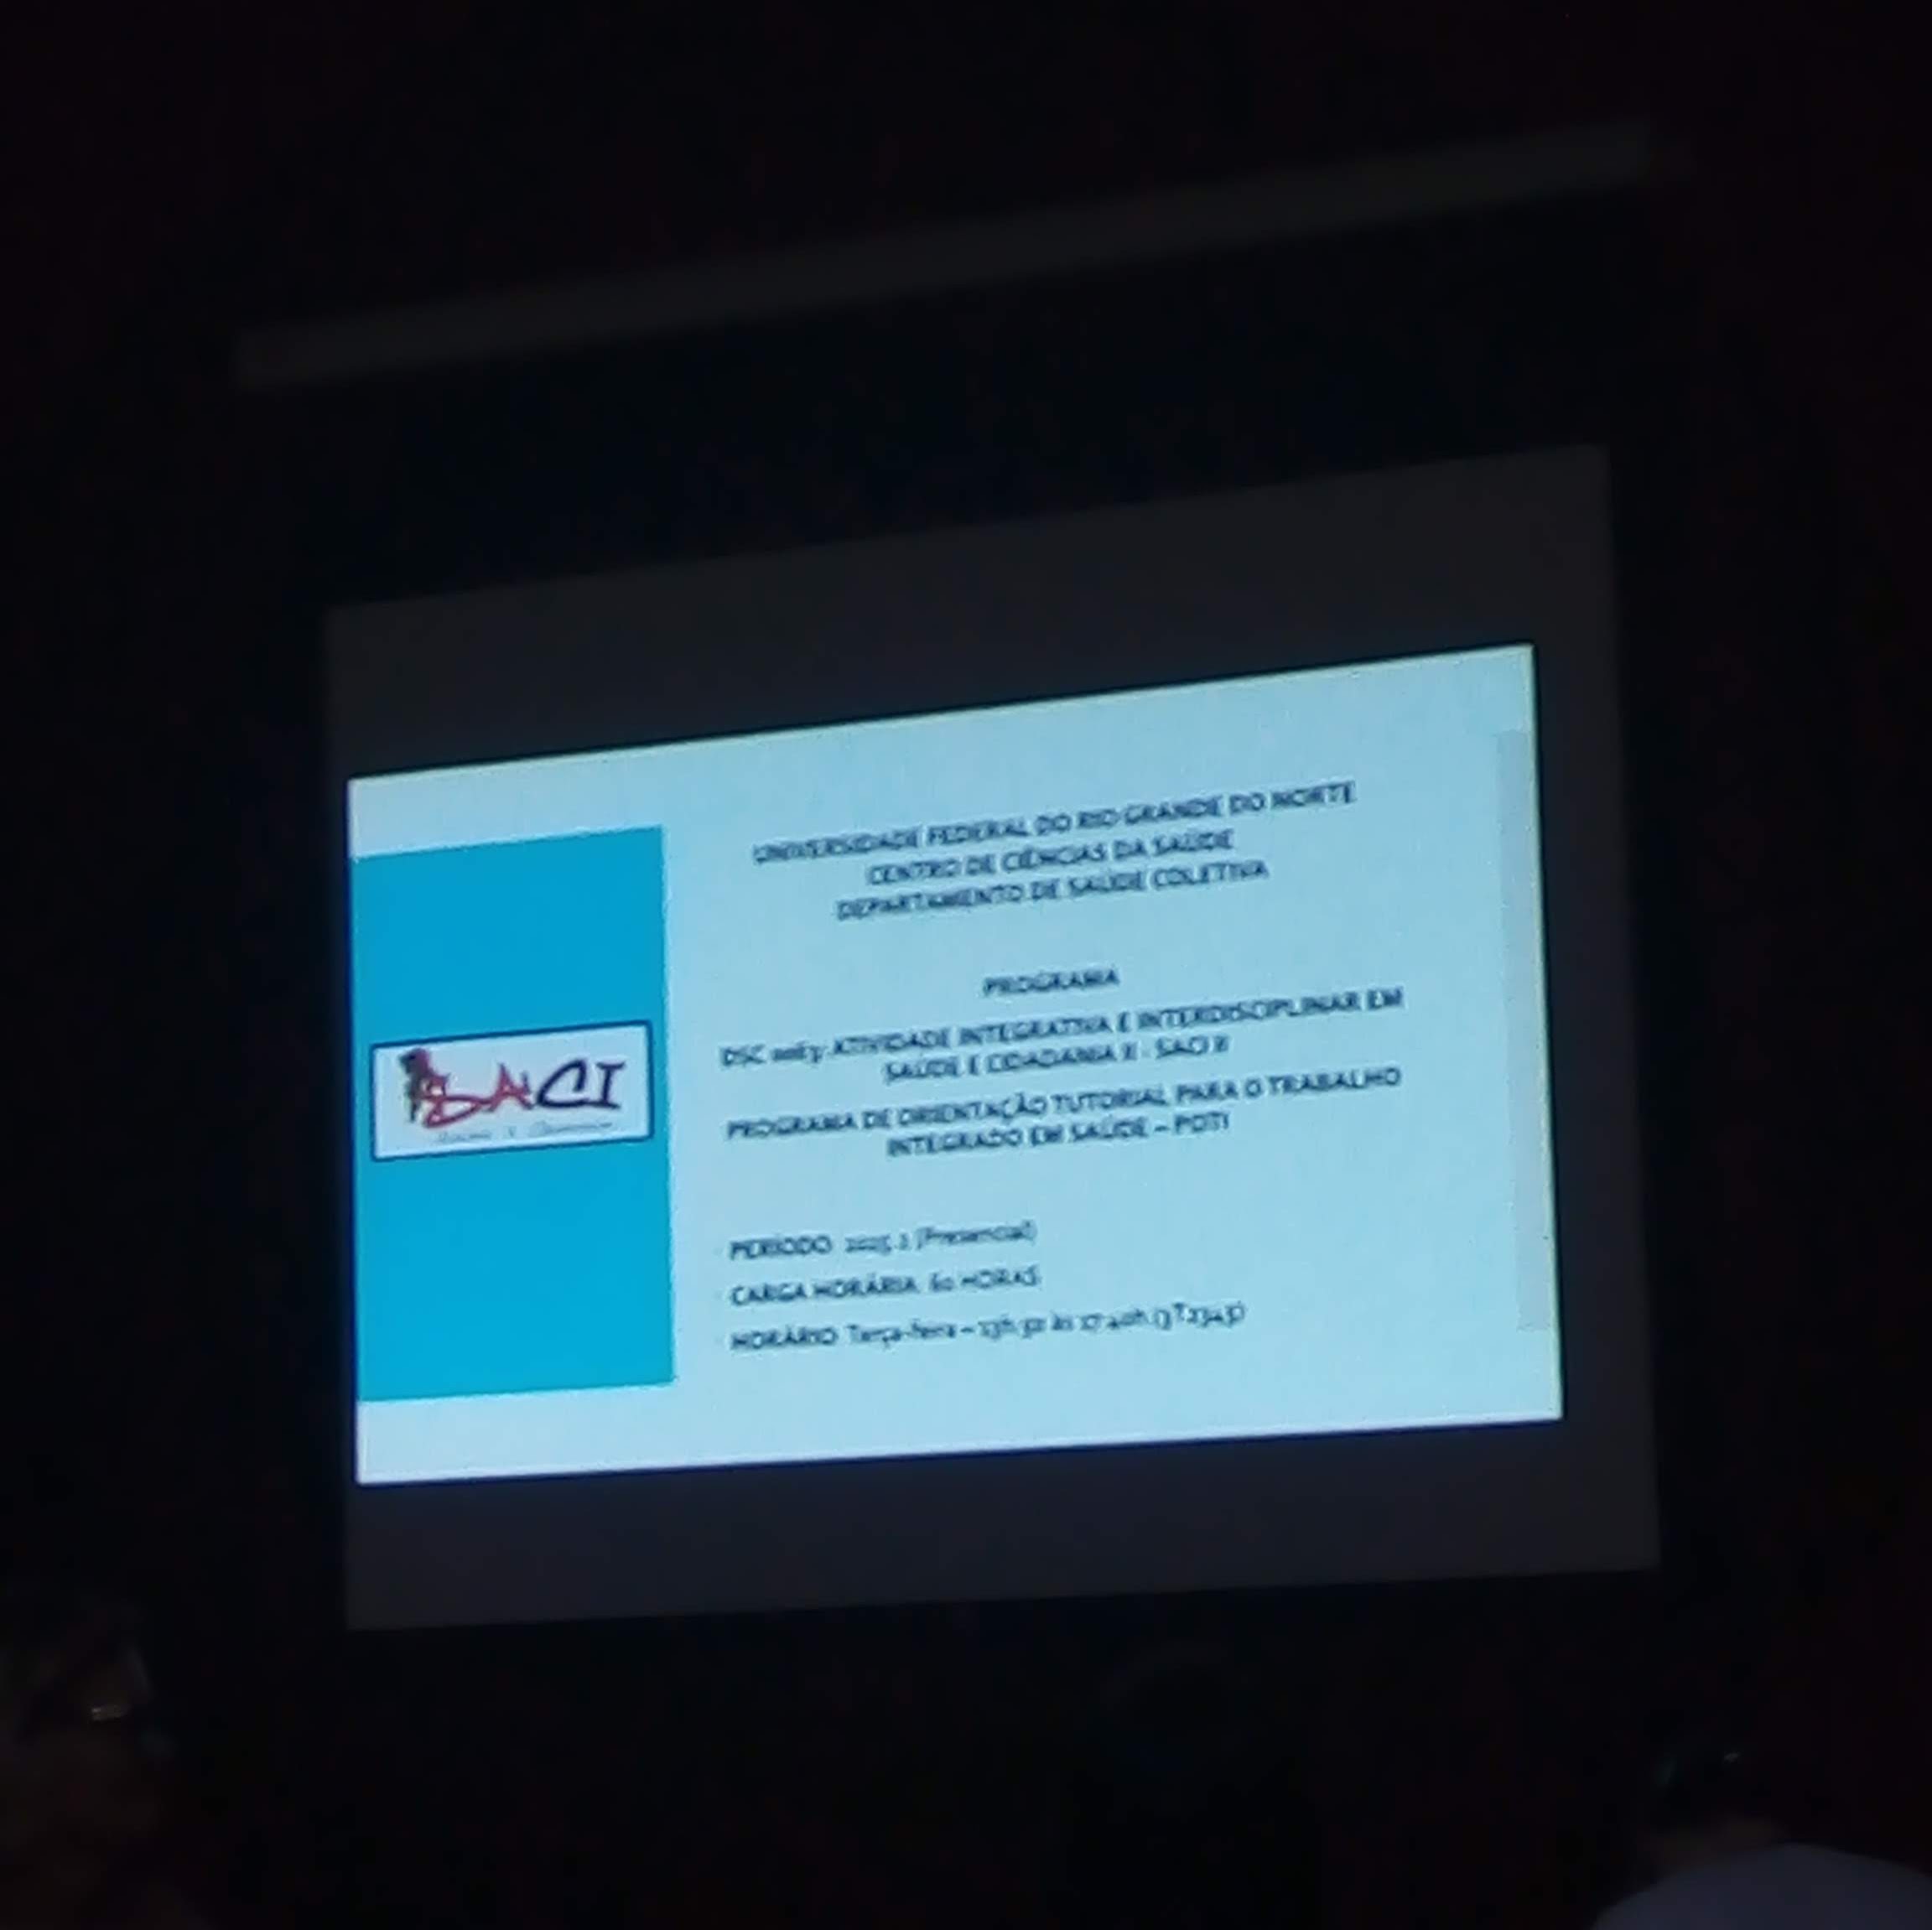 SACI
UNIVERSIDADE FEDERAL DO RIO GRANDE DO NORTE
CENTRO DE CIÊNCIAS DA SAÚDE
DEPARTAMENTO DE SAÚDE COLETIVA
PROGRAMA
DSC ATIVIDADE INTEGRATIVA E INTERDISCIPLINAR EM
SAÚDE E CIDADANIA II - SACI II
PROGRAMA DE ORIENTAÇÃO TUTORIAL PARA O TRABALHO
INTEGRADO EM SAÚDE – POTI
PERÍODO (Presencial)
CARGA HORÁRIA 60 HORAS
HORÁRIO Terça-feira –